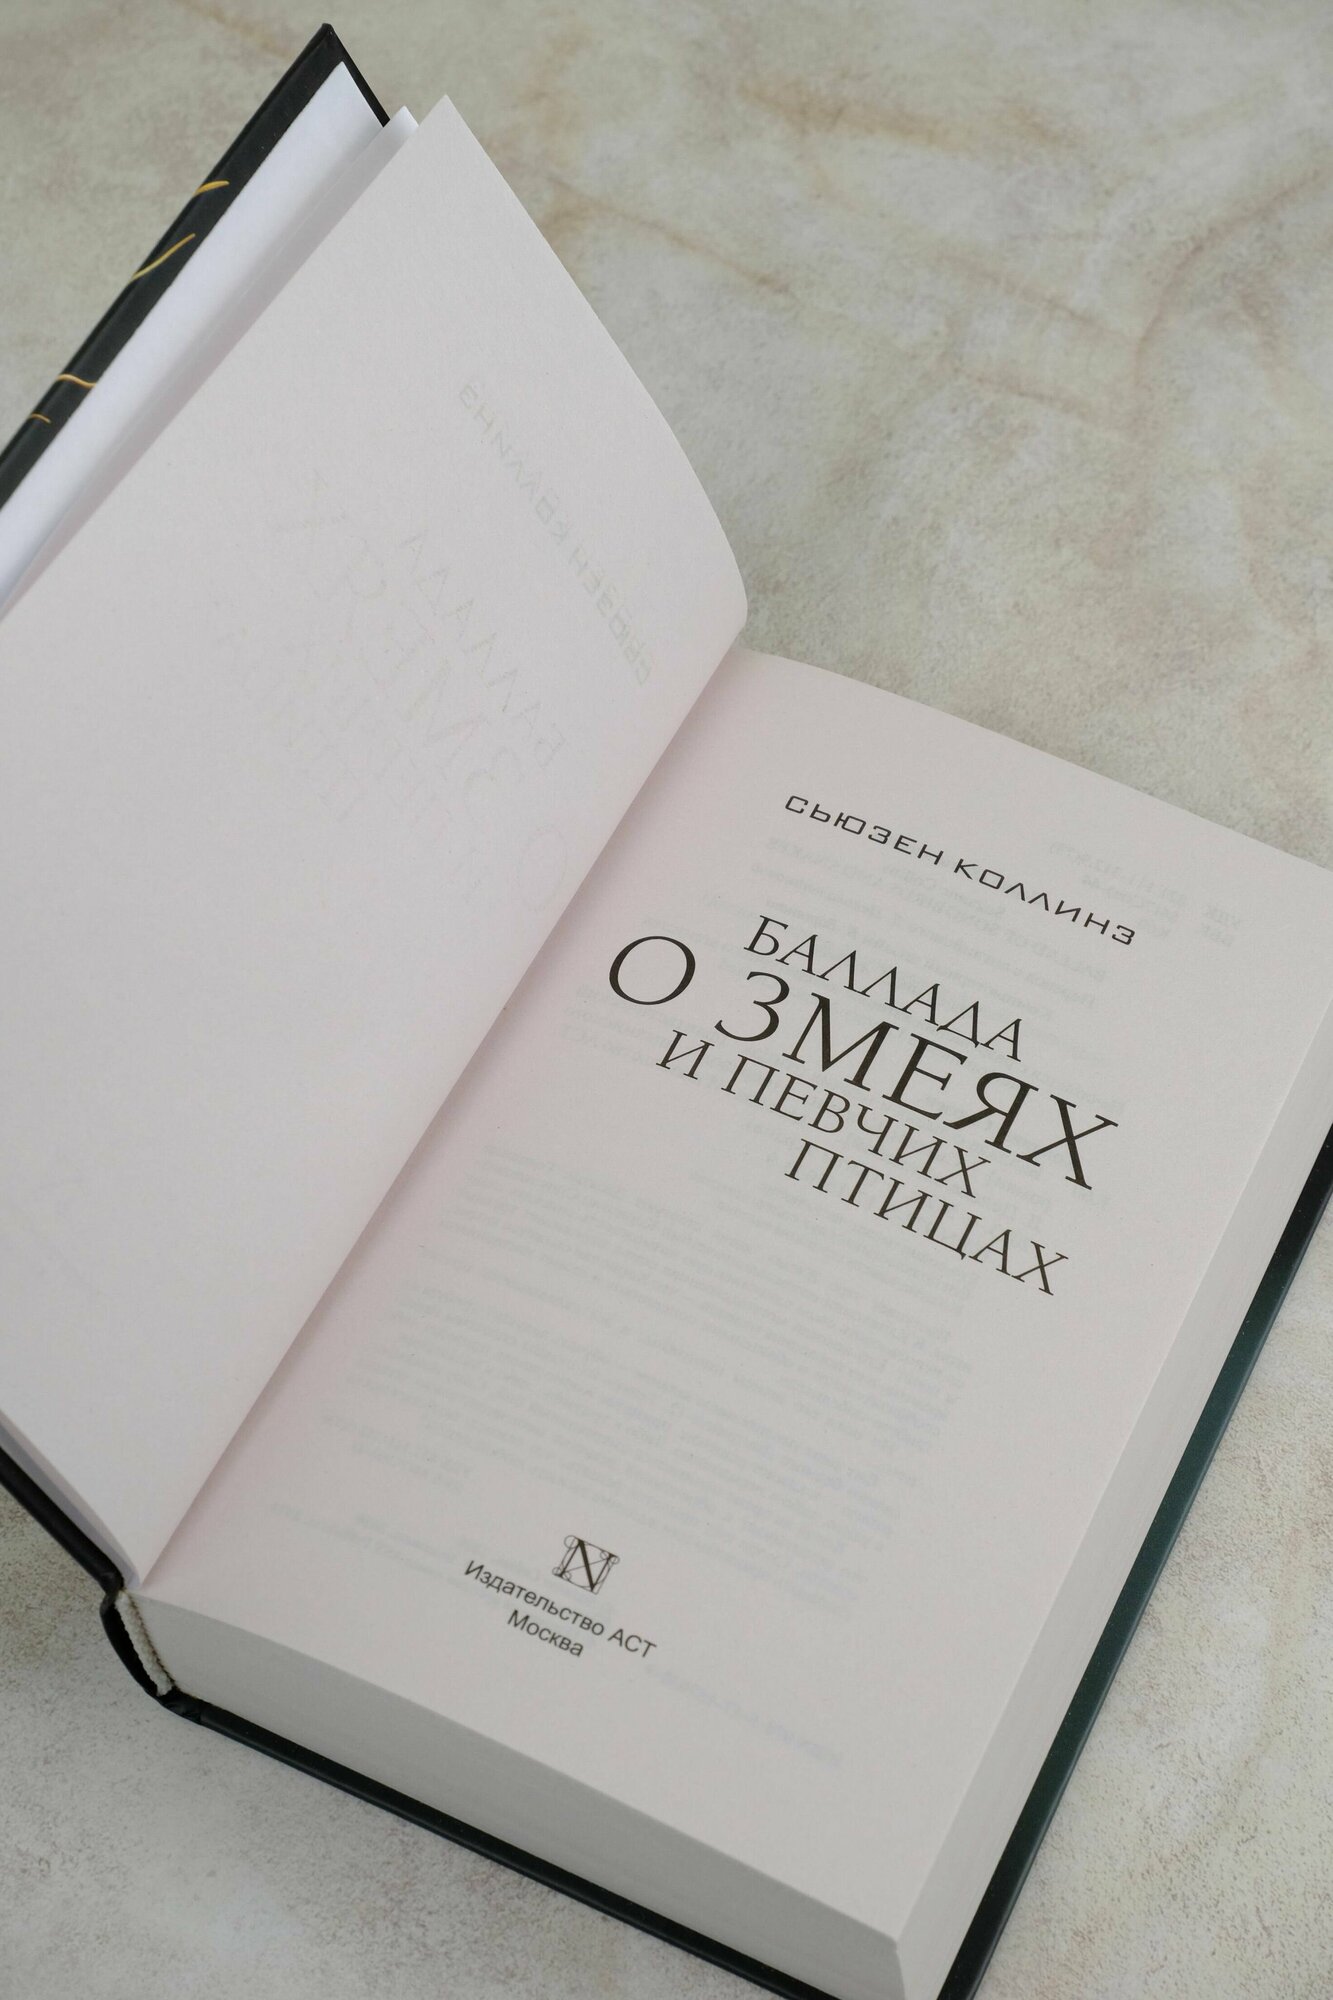 СЬЮЗЕН КОЛЛИНЗ
БАЛЛАДА
О ЗМЕЯХ
И ПЕВЧИХ
ПТИЦАХ
N
Издательство АСТ
Москва